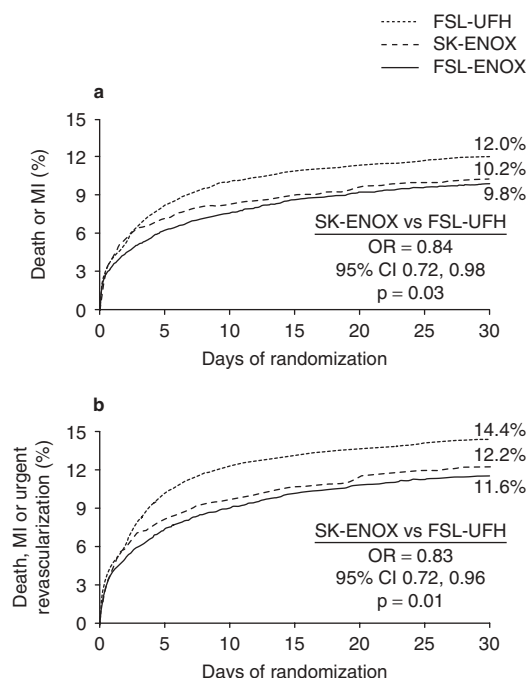 FSL-UFH
SK-ENOX
FSL-ENOX
a
Death or MI (%)
15
12
9
6
3
0
12.0%
10.2%
9.8%
SK-ENOX vs FSL-UFH
OR = 0.84
95% CI 0.72, 0.98
p = 0.03
0 5 10 15 20 25 30
Days of randomization
b
Death, MI or urgent
revascularization (%)
15
12
9
6
3
0
14.4%
12.2%
11.6%
SK-ENOX vs FSL-UFH
OR = 0.83
95% CI 0.72, 0.96
p = 0.01
0 5 10 15 20 25 30
Days of randomization